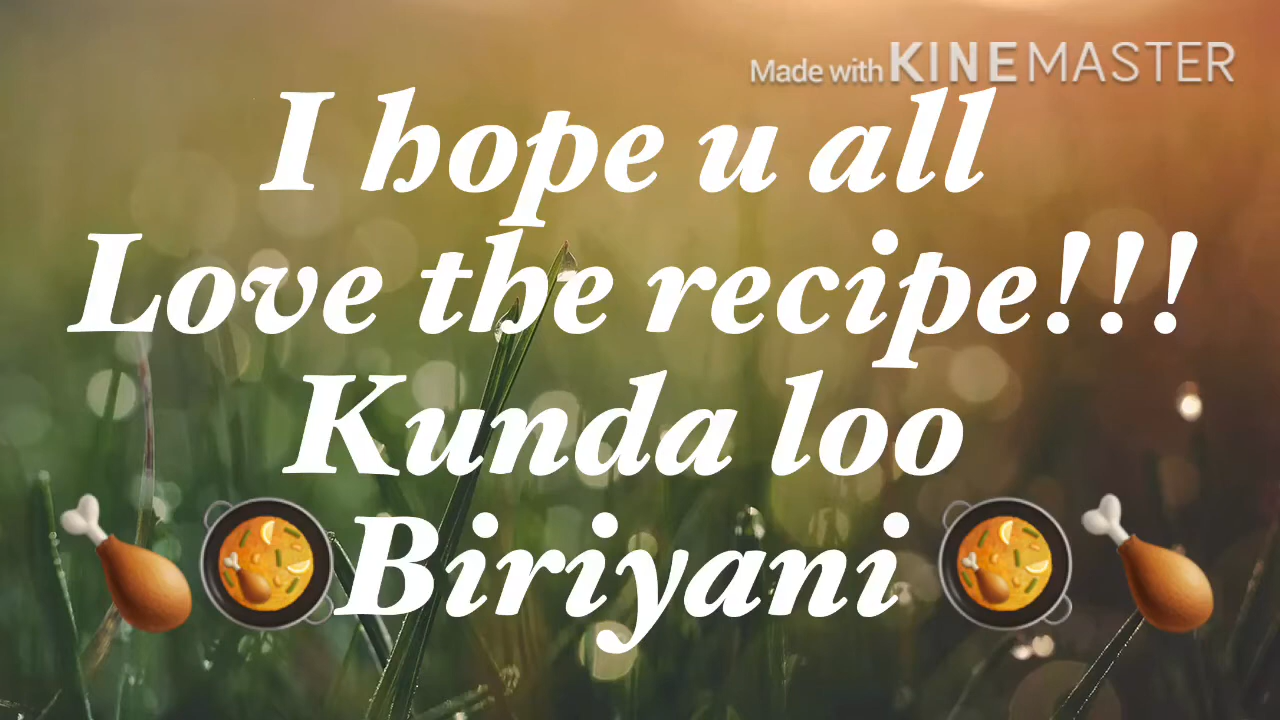 Made with KINEMASTER
I hope u all
Love the recipe!!!
Kunda loo
Biriyani